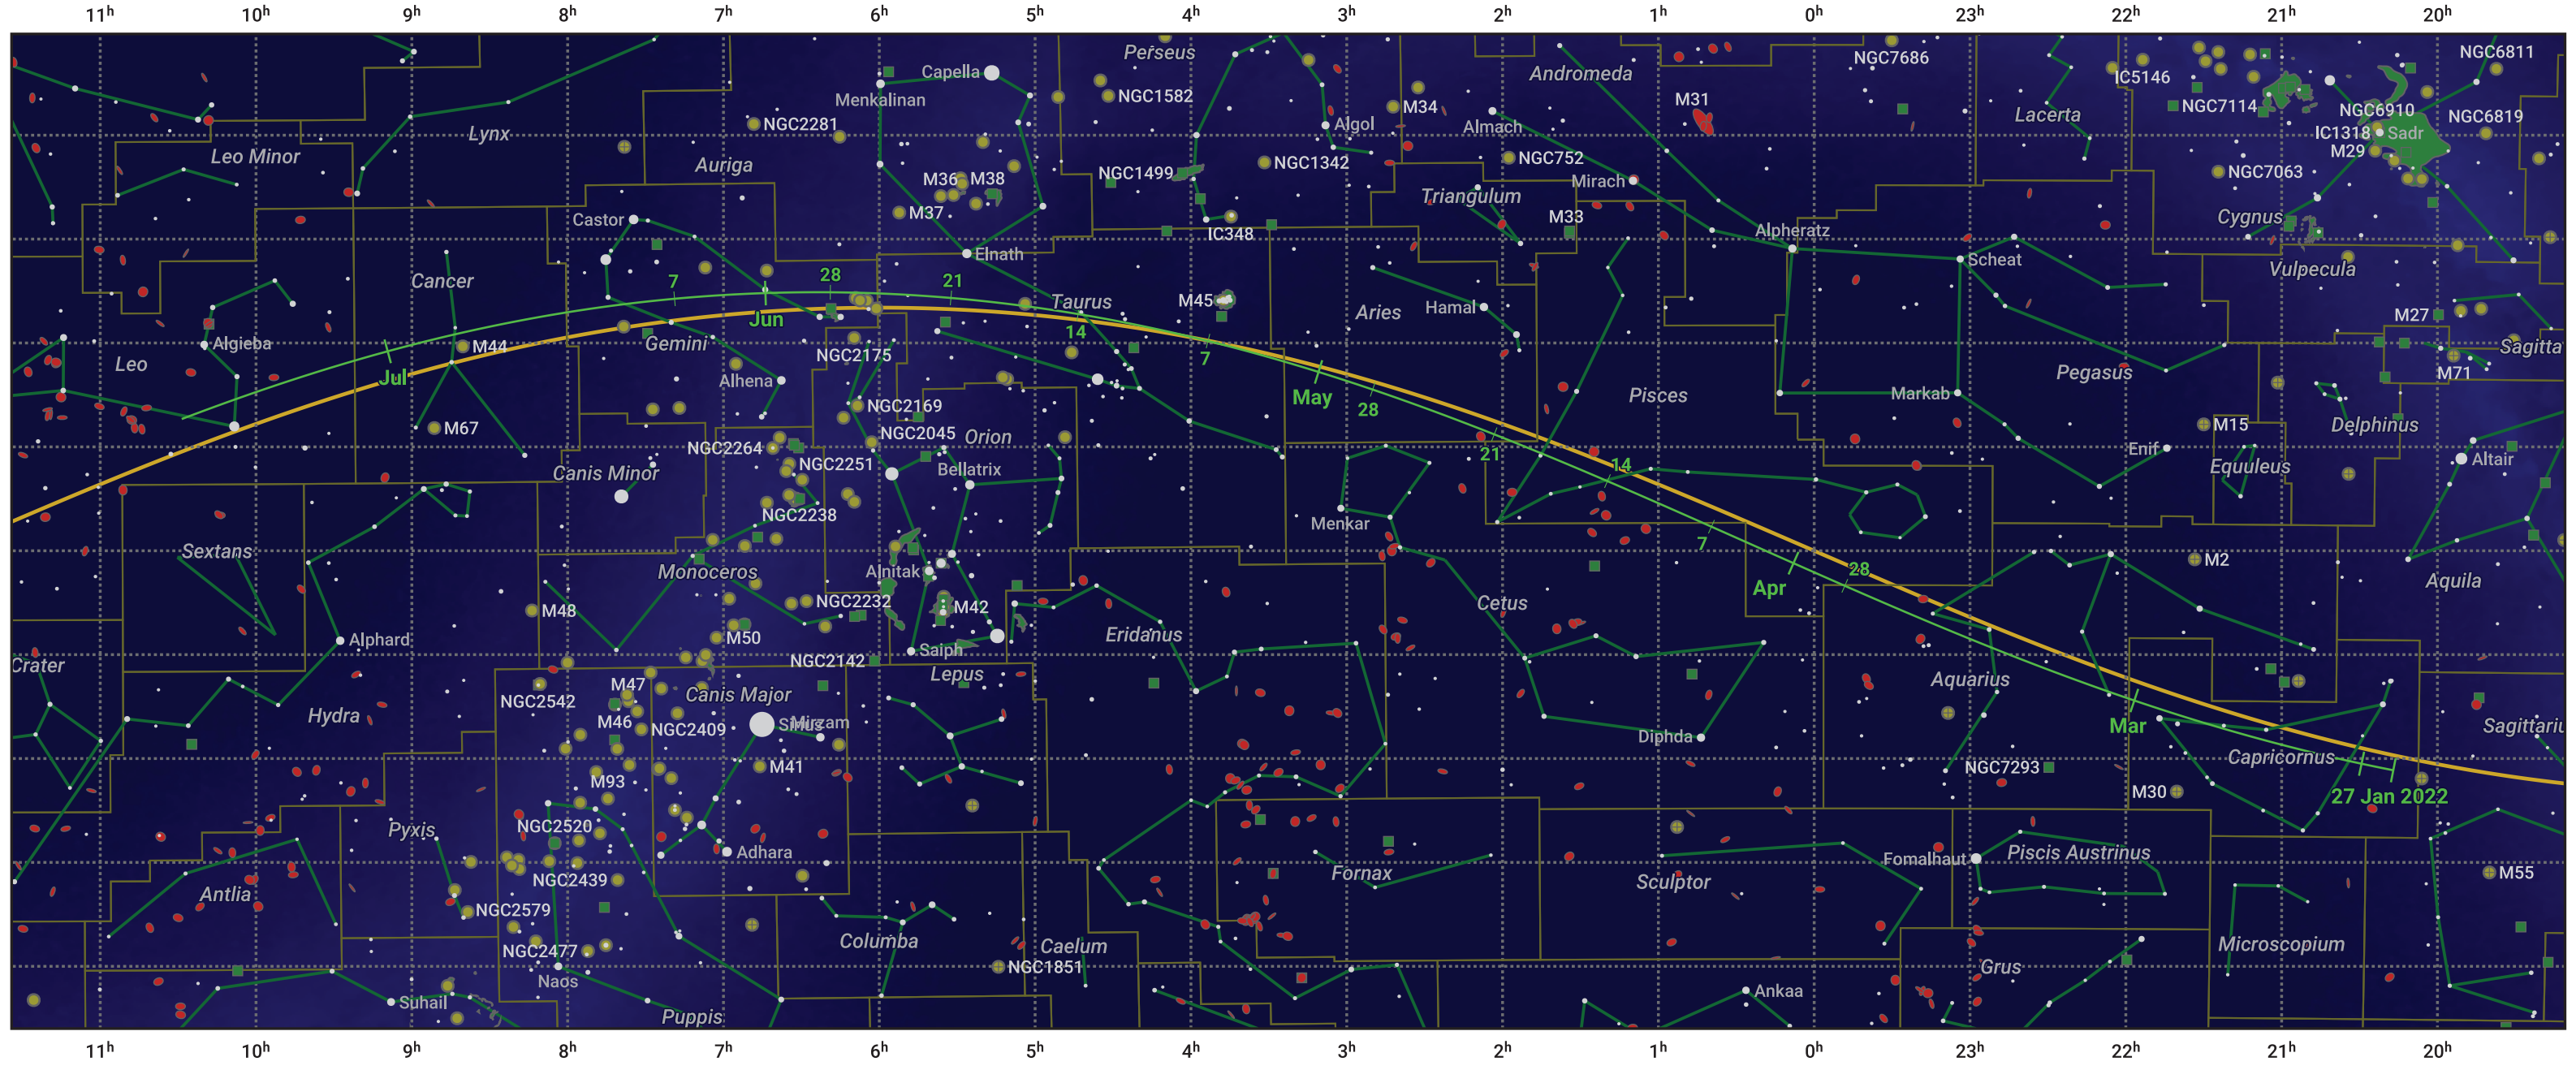 11h 10h 9h 8h 7h 6h 5h 4h 3h 2h 1h 0h 23h 22h 21h 20h
Perseus
NGC7686
NGC6811
Capella
Andromeda
IC5146
Menkalinan
NGC1582
M34
M31
NGC7114
NGC6910
Lynx
NGC2281
Algol
Almach
Lacerta
NGC6819
IC1318
Sadr
Leo Minor
Auriga
NGC1342
NGC752
M29
NGC1499
M36
M38
Mirach
NGC7063
Triangulum
M37
Castor
M33
Cygnus
IC348
Alpheratz
Elnath
Scheat
Vulpecula
Cancer
7
28
21
Taurus
M45
Aries
Hamal
M27
Jun
14
Algieba
Gemini
M44
NGC2175
7
Sagitta
Leo
Jul
Alhena
May
28
Pisces
Markab
Pegasus
M71
NGC2169
M67
NGC2045
Orion
M15
Delphinus
NGC2264
21
Enif
NGC2251
Bellatrix
14
Equuleus
Altair
Canis Minor
NGC2238
Menkar
Sextans
7
M2
Monoceros
Alnitak
28
Aquila
Apr
M48
NGC2232
M42
Cetus
Alphard
M50
Eridanus
Saiph
Crater
NGC2142
Lepus
M47
Canis Major
Aquarius
NGC2542
Hydra
M46
NGC2409
Sirius
Mirzam
Mar
Sagittariu
Diphda
Capricornus
M41
NGC7293
M93
M30
27 Jan 2022
Pyxis
NGC2520
Adhara
Fomalhaut
Piscis Austrinus
NGC2439
Fornax
Sculptor
M55
Antlia
NGC2579
Columba
Caelum
Microscopium
NGC2477
NGC1851
Grus
Naos
Suhail
Ankaa
Puppis
11h 10h 9h 8h 7h 6h 5h 4h 3h 2h 1h 0h 23h 22h 21h 20h